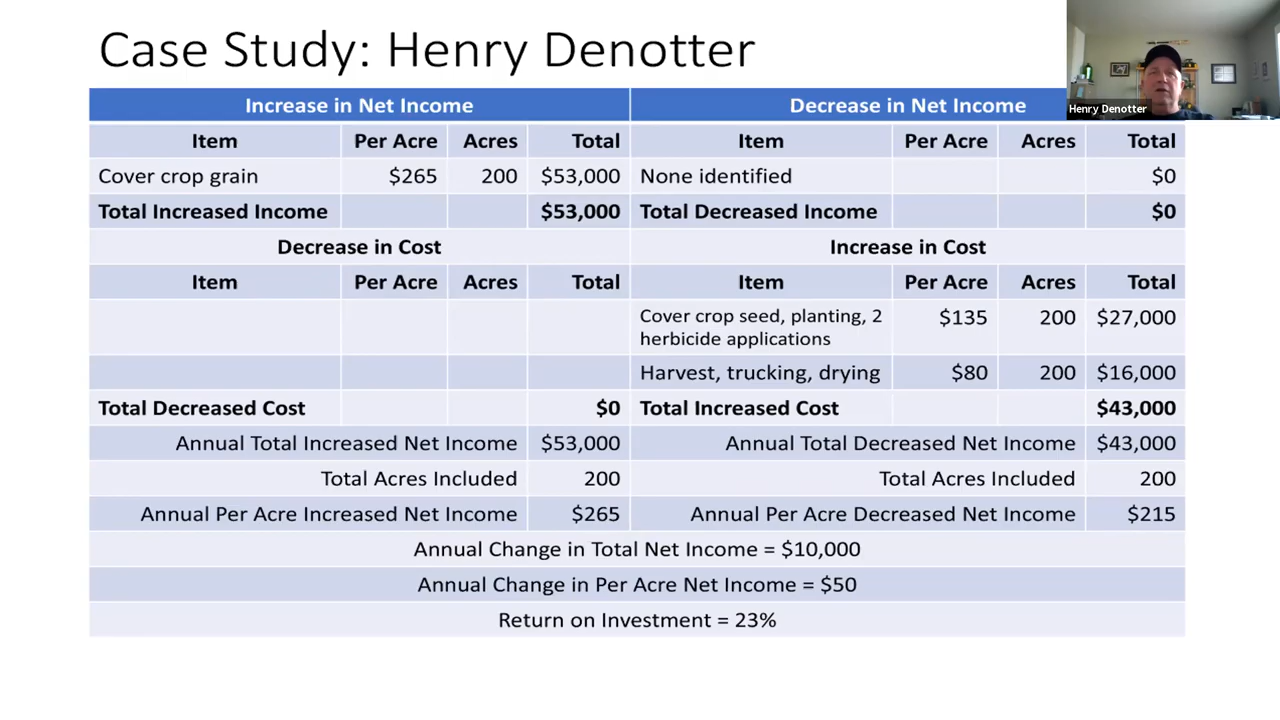 Case Study: Henry Denotter
Henry Denotter
Increase in Net Income Decrease in Net Income
Item Per Acre Acres Total Item Per Acre Acres Total
Cover crop grain $265 200 $53,000 None identified $0
Total Increased Income $53,000 Total Decreased Income $0
Decrease in Cost Increase in Cost
Item Per Acre Acres Total Item Per Acre Acres Total
Cover crop seed, planting, 2 $135 200 $27,000
herbicide applications
Harvest, trucking, drying $80 200 $16,000
Total Decreased Cost $0 Total Increased Cost $43,000
Annual Total Increased Net Income $53,000 Annual Total Decreased Net Income $43,000
Total Acres Included 200 Total Acres Included 200
Annual Per Acre Increased Net Income $265 Annual Per Acre Decreased Net Income $215
Annual Change in Total Net Income = $10,000
Annual Change in Per Acre Net Income = $50
Return on Investment = 23%